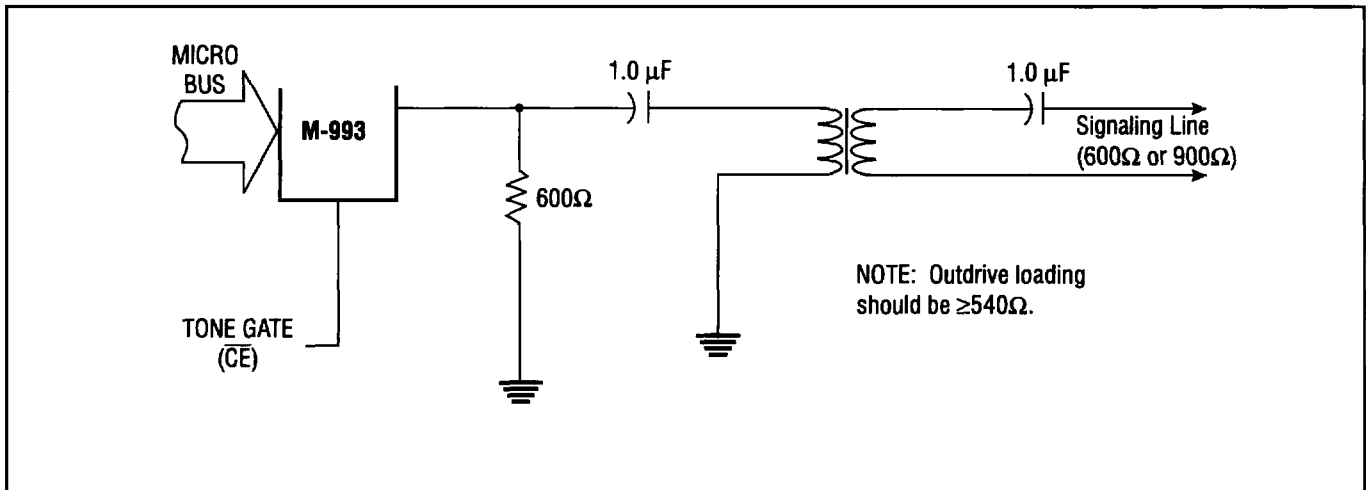 MICRO
BUS
M-993
1.0 µF
1.0 µF
Signaling Line
(600Ω or 900Ω)
600Ω
NOTE: Outdrive loading
should be ≥540Ω.
TONE GATE
(C̅E̅)